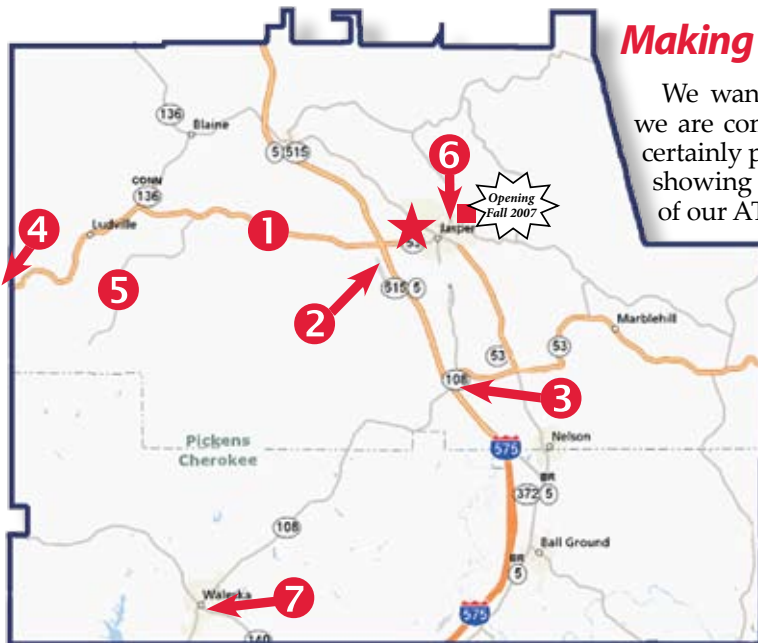 Making
We wan
we are con
certainly p
showing
of our AT
136
Blaine
5 515
6
Opening
Fall 2007
CONN
136
4
Ludville
1
53
Jasper
5
2
515 5
Marblehill
53
53
108
3
Nelson
Pickens
Cherokee
575
BR
372 5
108
Ball Ground
BR
5
Waleska
7
575
140